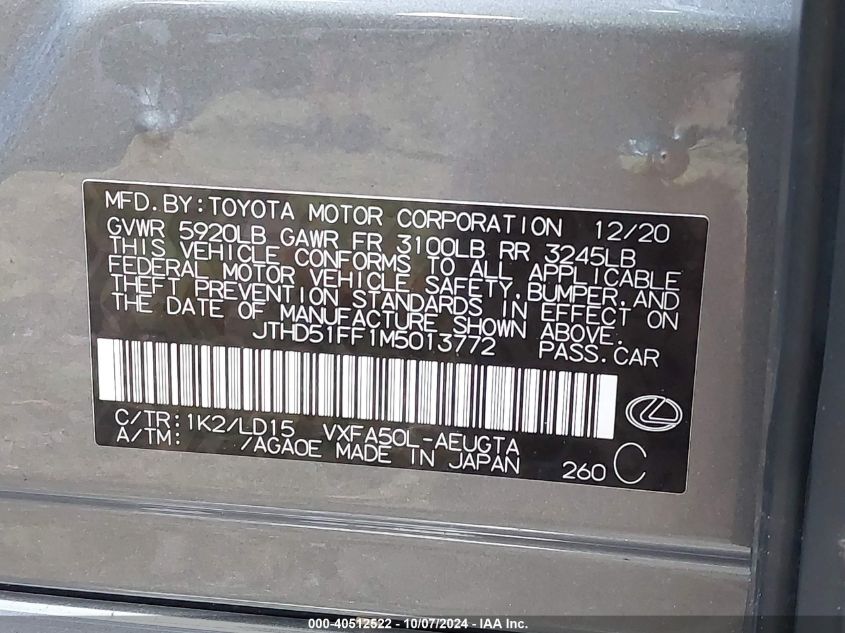 MFD.BY:TOYOTA MOTOR CORPORATION 12/20
GVWR 5920LB GAWR FR 3100LB RR 3245LB
THIS VEHICLE CONFORMS TO ALL APPLICABLE
FEDERAL MOTOR VEHICLE SAFETY,BUMPER,AND
THEFT PREVENTION STANDARDS IN EFFECT ON
THE DATE OF MANUFACTURE SHOWN ABOVE.
JTHD51FF1M5013772 PASS.CAR
C/TR:1K2/LD15 VXFA50L-AEUGTA
A/TM: /AGA0E MADE IN JAPAN 260 C
000-40512522 - 10/07/2024 - IAA Inc.